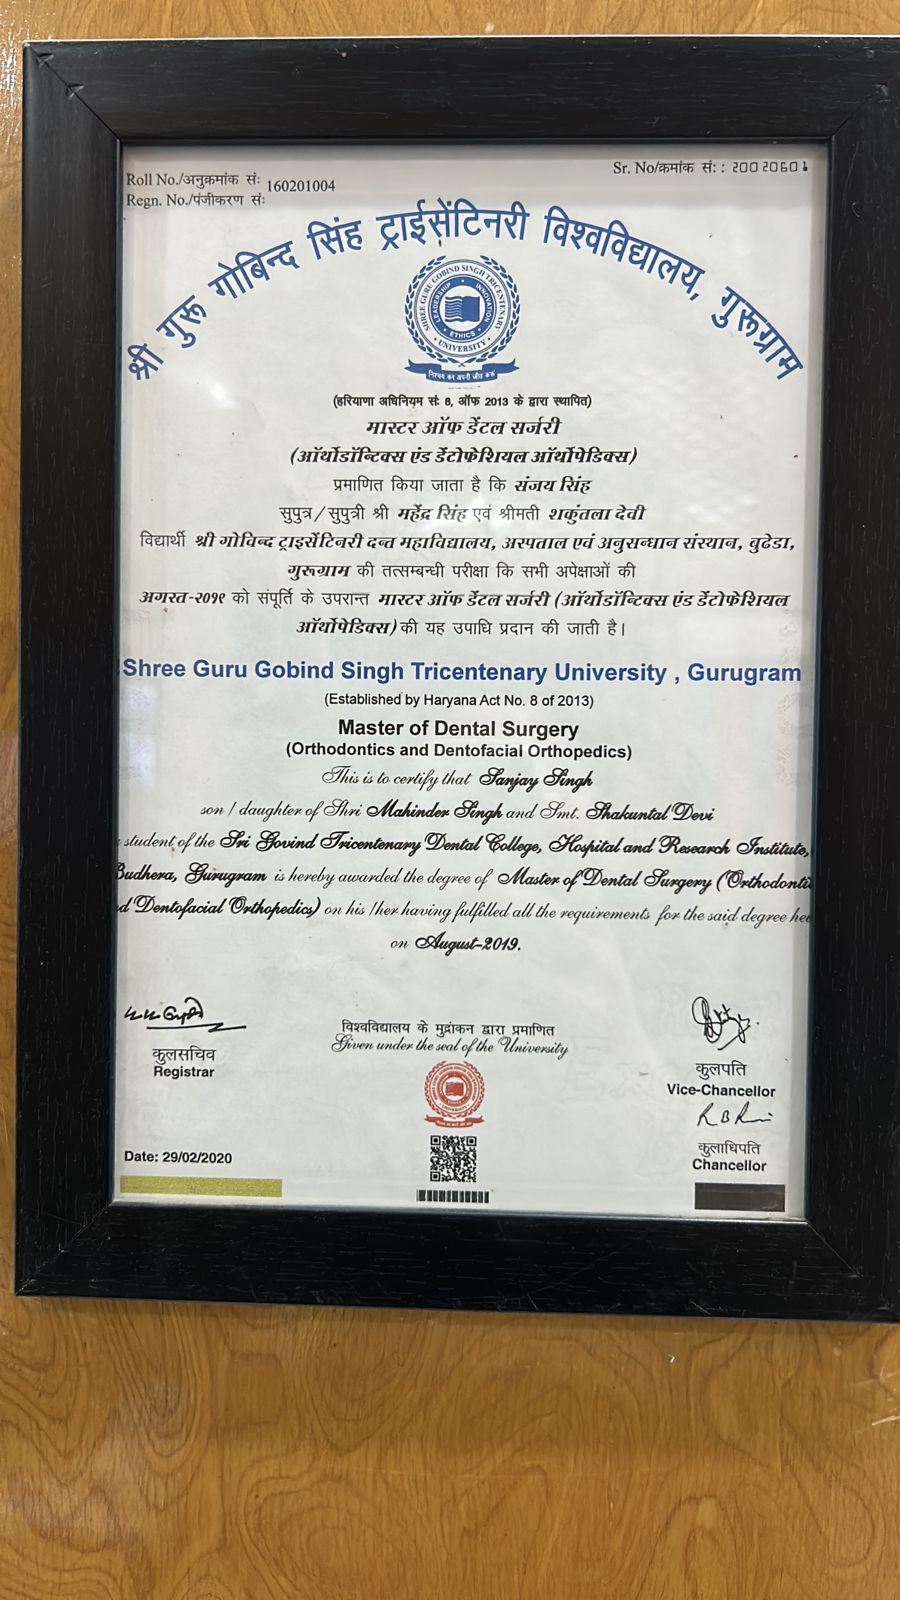 Roll No./अनुक्रमांक सं: 160201004
Sr. No/क्रमांक सं: : 20020601
Regn. No./पंजीकरण सं:
श्री गुरू गोबिन्द सिंह ट्राईसेंटिनरी विश्वविद्यालय, गुरूग्राम
SHREE GURU GOBIND SINGH TRICENTENARY
UNIVERSITY
LEADERSHIP INNOVATION
ETHICS
निश्चय कर अपनी जीत करूं
(हरियाणा अधिनियम सं: 8, ऑफ 2013 के द्वारा स्थापित)
मास्टर ऑफ डेंटल सर्जरी
(ऑर्थोडॉन्टिक्स एंड डेंटोफेशियल ऑर्थोपेडिक्स)
प्रमाणित किया जाता है कि संजय सिंह
सुपुत्र/सुपुत्री श्री महेंद्र सिंह एवं श्रीमती शकुंतला देवी
विद्यार्थी श्री गोविन्द ट्राइसेंटिनरी दन्त महाविद्यालय, अस्पताल एवं अनुसन्धान संस्थान, बुढेडा,
गुरूग्राम की तत्सम्बन्धी परीक्षा कि सभी अपेक्षाओं की
अगस्त-२०१९ को संपूर्ति के उपरान्त मास्टर ऑफ डेंटल सर्जरी (ऑर्थोडॉन्टिक्स एंड डेंटोफेशियल
ऑर्थोपेडिक्स) की यह उपाधि प्रदान की जाती है।
Shree Guru Gobind Singh Tricentenary University , Gurugram
(Established by Haryana Act No. 8 of 2013)
Master of Dental Surgery
(Orthodontics and Dentofacial Orthopedics)
This is to certify that Sanjay Singh
son / daughter of Shri Mahinder Singh and Smt. Shakuntal Devi
student of the Sri Govind Tricentenary Dental College, Hospital and Research Institute,
Budhera, Gurugram is hereby awarded the degree of Master of Dental Surgery (Orthodonti
d Dentofacial Orthopedics) on his /her having fulfilled all the requirements for the said degree he
on August-2019.
विश्वविद्यालय के मुद्रांकन द्वारा प्रमाणित
Given under the seal of the University
कुलसचिव
Registrar
कुलपति
Vice-Chancellor
कुलाधिपति
Chancellor
Date: 29/02/2020